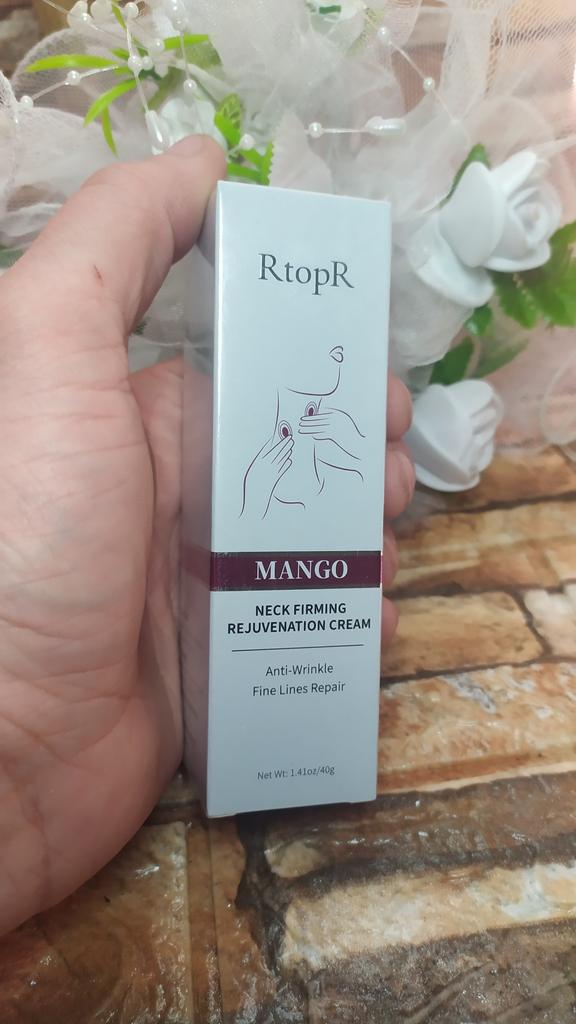 RtopR
MANGO
NECK FIRMING
REJUVENATION CREAM
Anti-Wrinkle
Fine Lines Repair
Net Wt: 1.41oz/40g